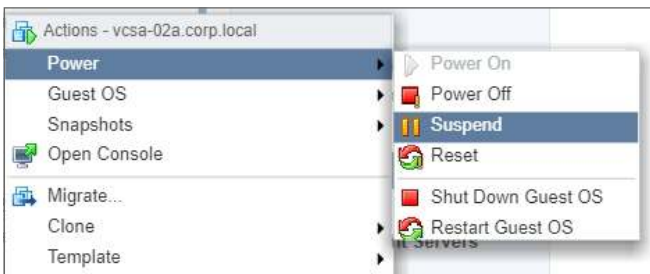 Actions - vcsa-02a.corp.local
Power
Guest OS
Snapshots
Open Console
Migrate...
Clone
Template
Power On
Power Off
Suspend
Reset
Shut Down Guest OS
Restart Guest OS
Servers